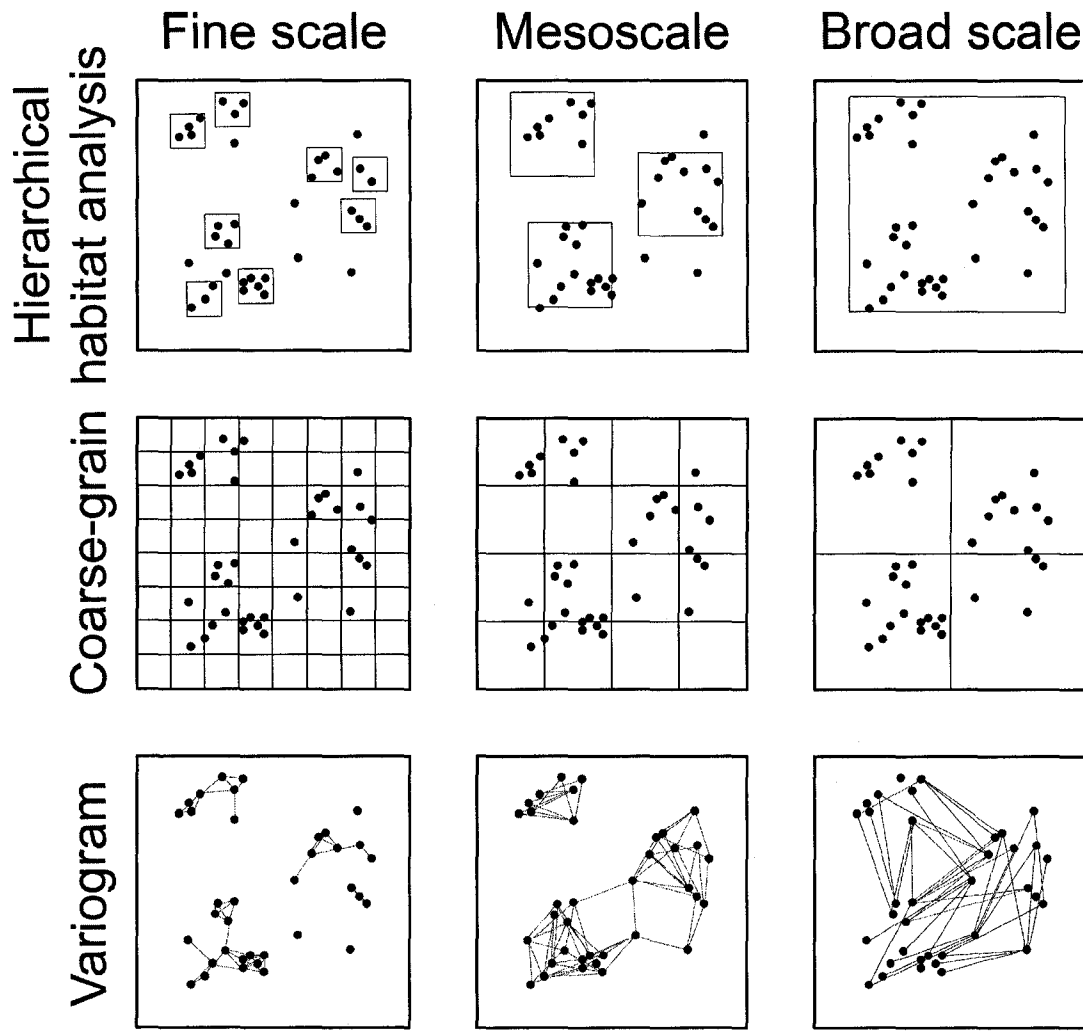 Fine scale
Mesoscale
Broad scale
Hierarchical
habitat analysis
Coarse-grain
Variogram